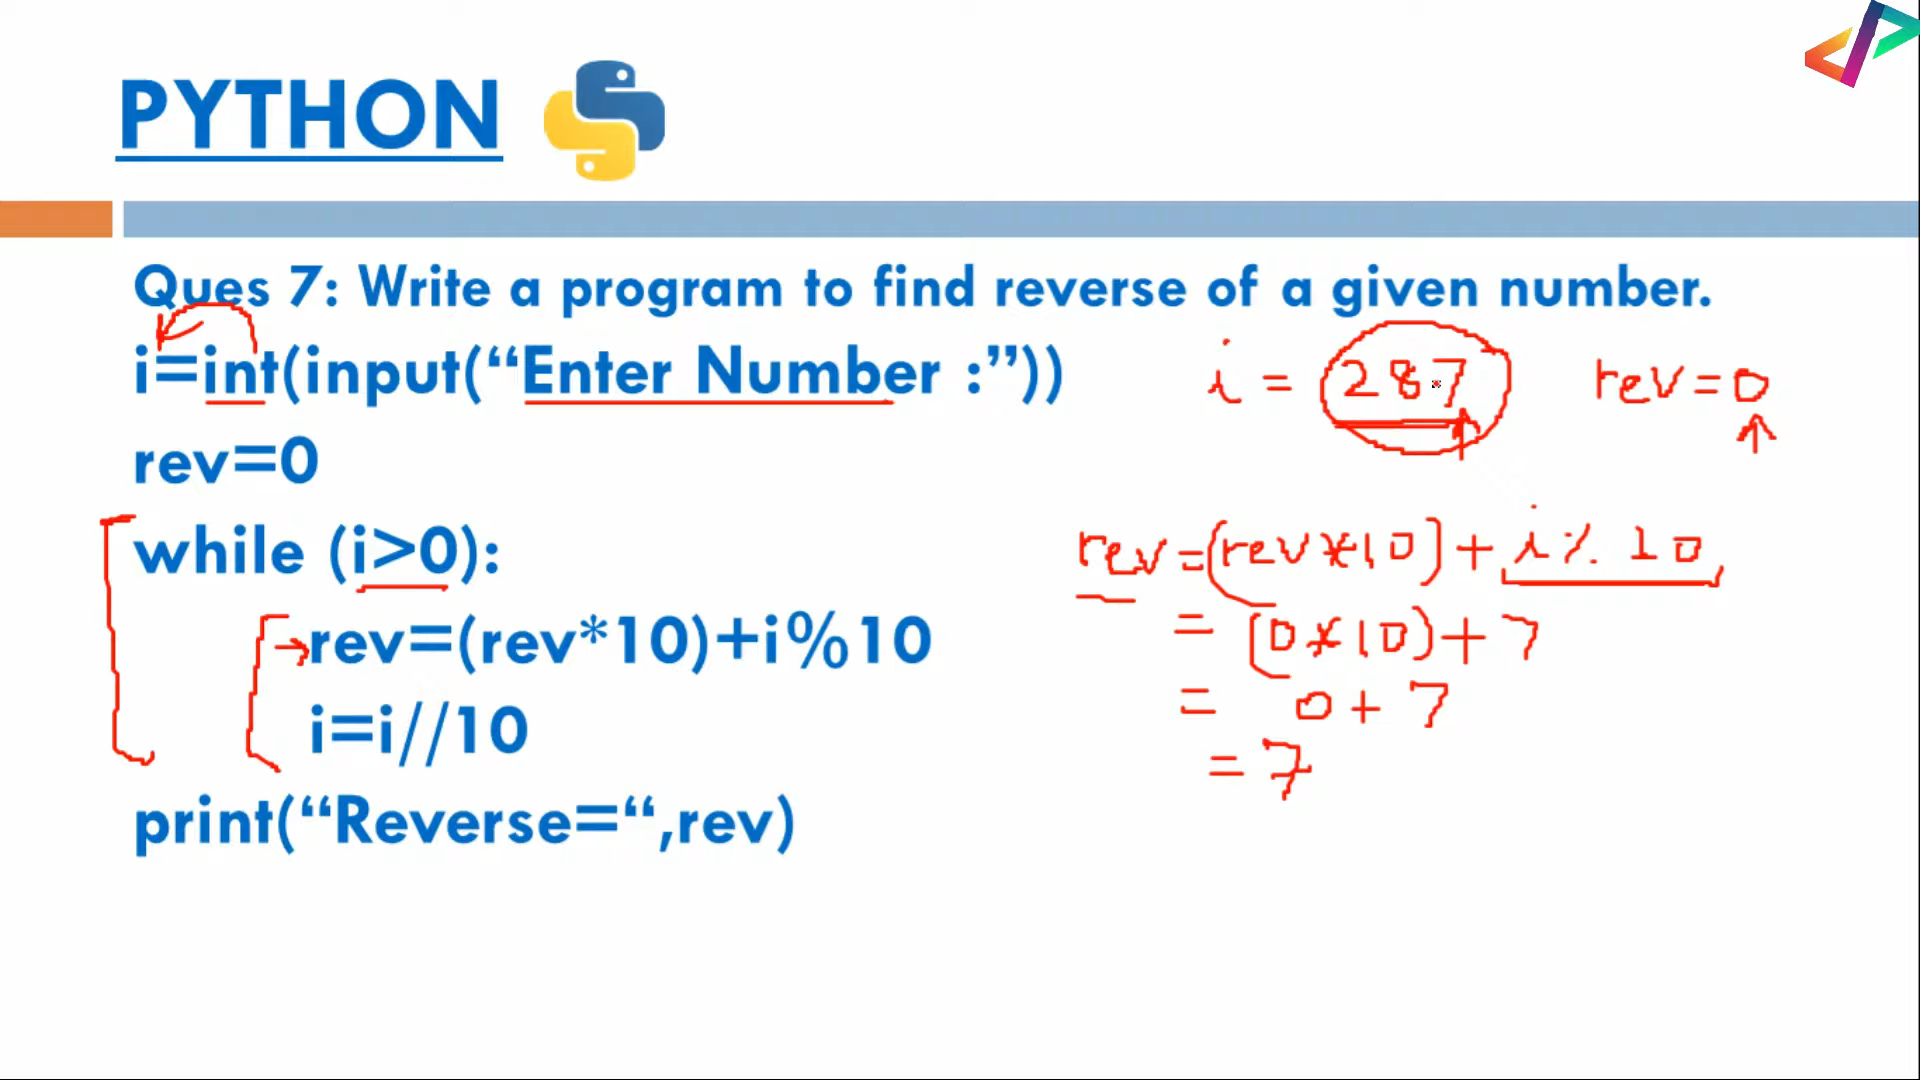 PYTHON
Ques 7: Write a program to find reverse of a given number.
i=int(input(“Enter Number :”))
i = 287 rev=0
rev=0
while (i>0):
rev=(rev*10)+i% 10
rev=(rev*10)+i%10
= (0*10)+7
i=i//10
= 0+7
= 7
print(“Reverse=“,rev)